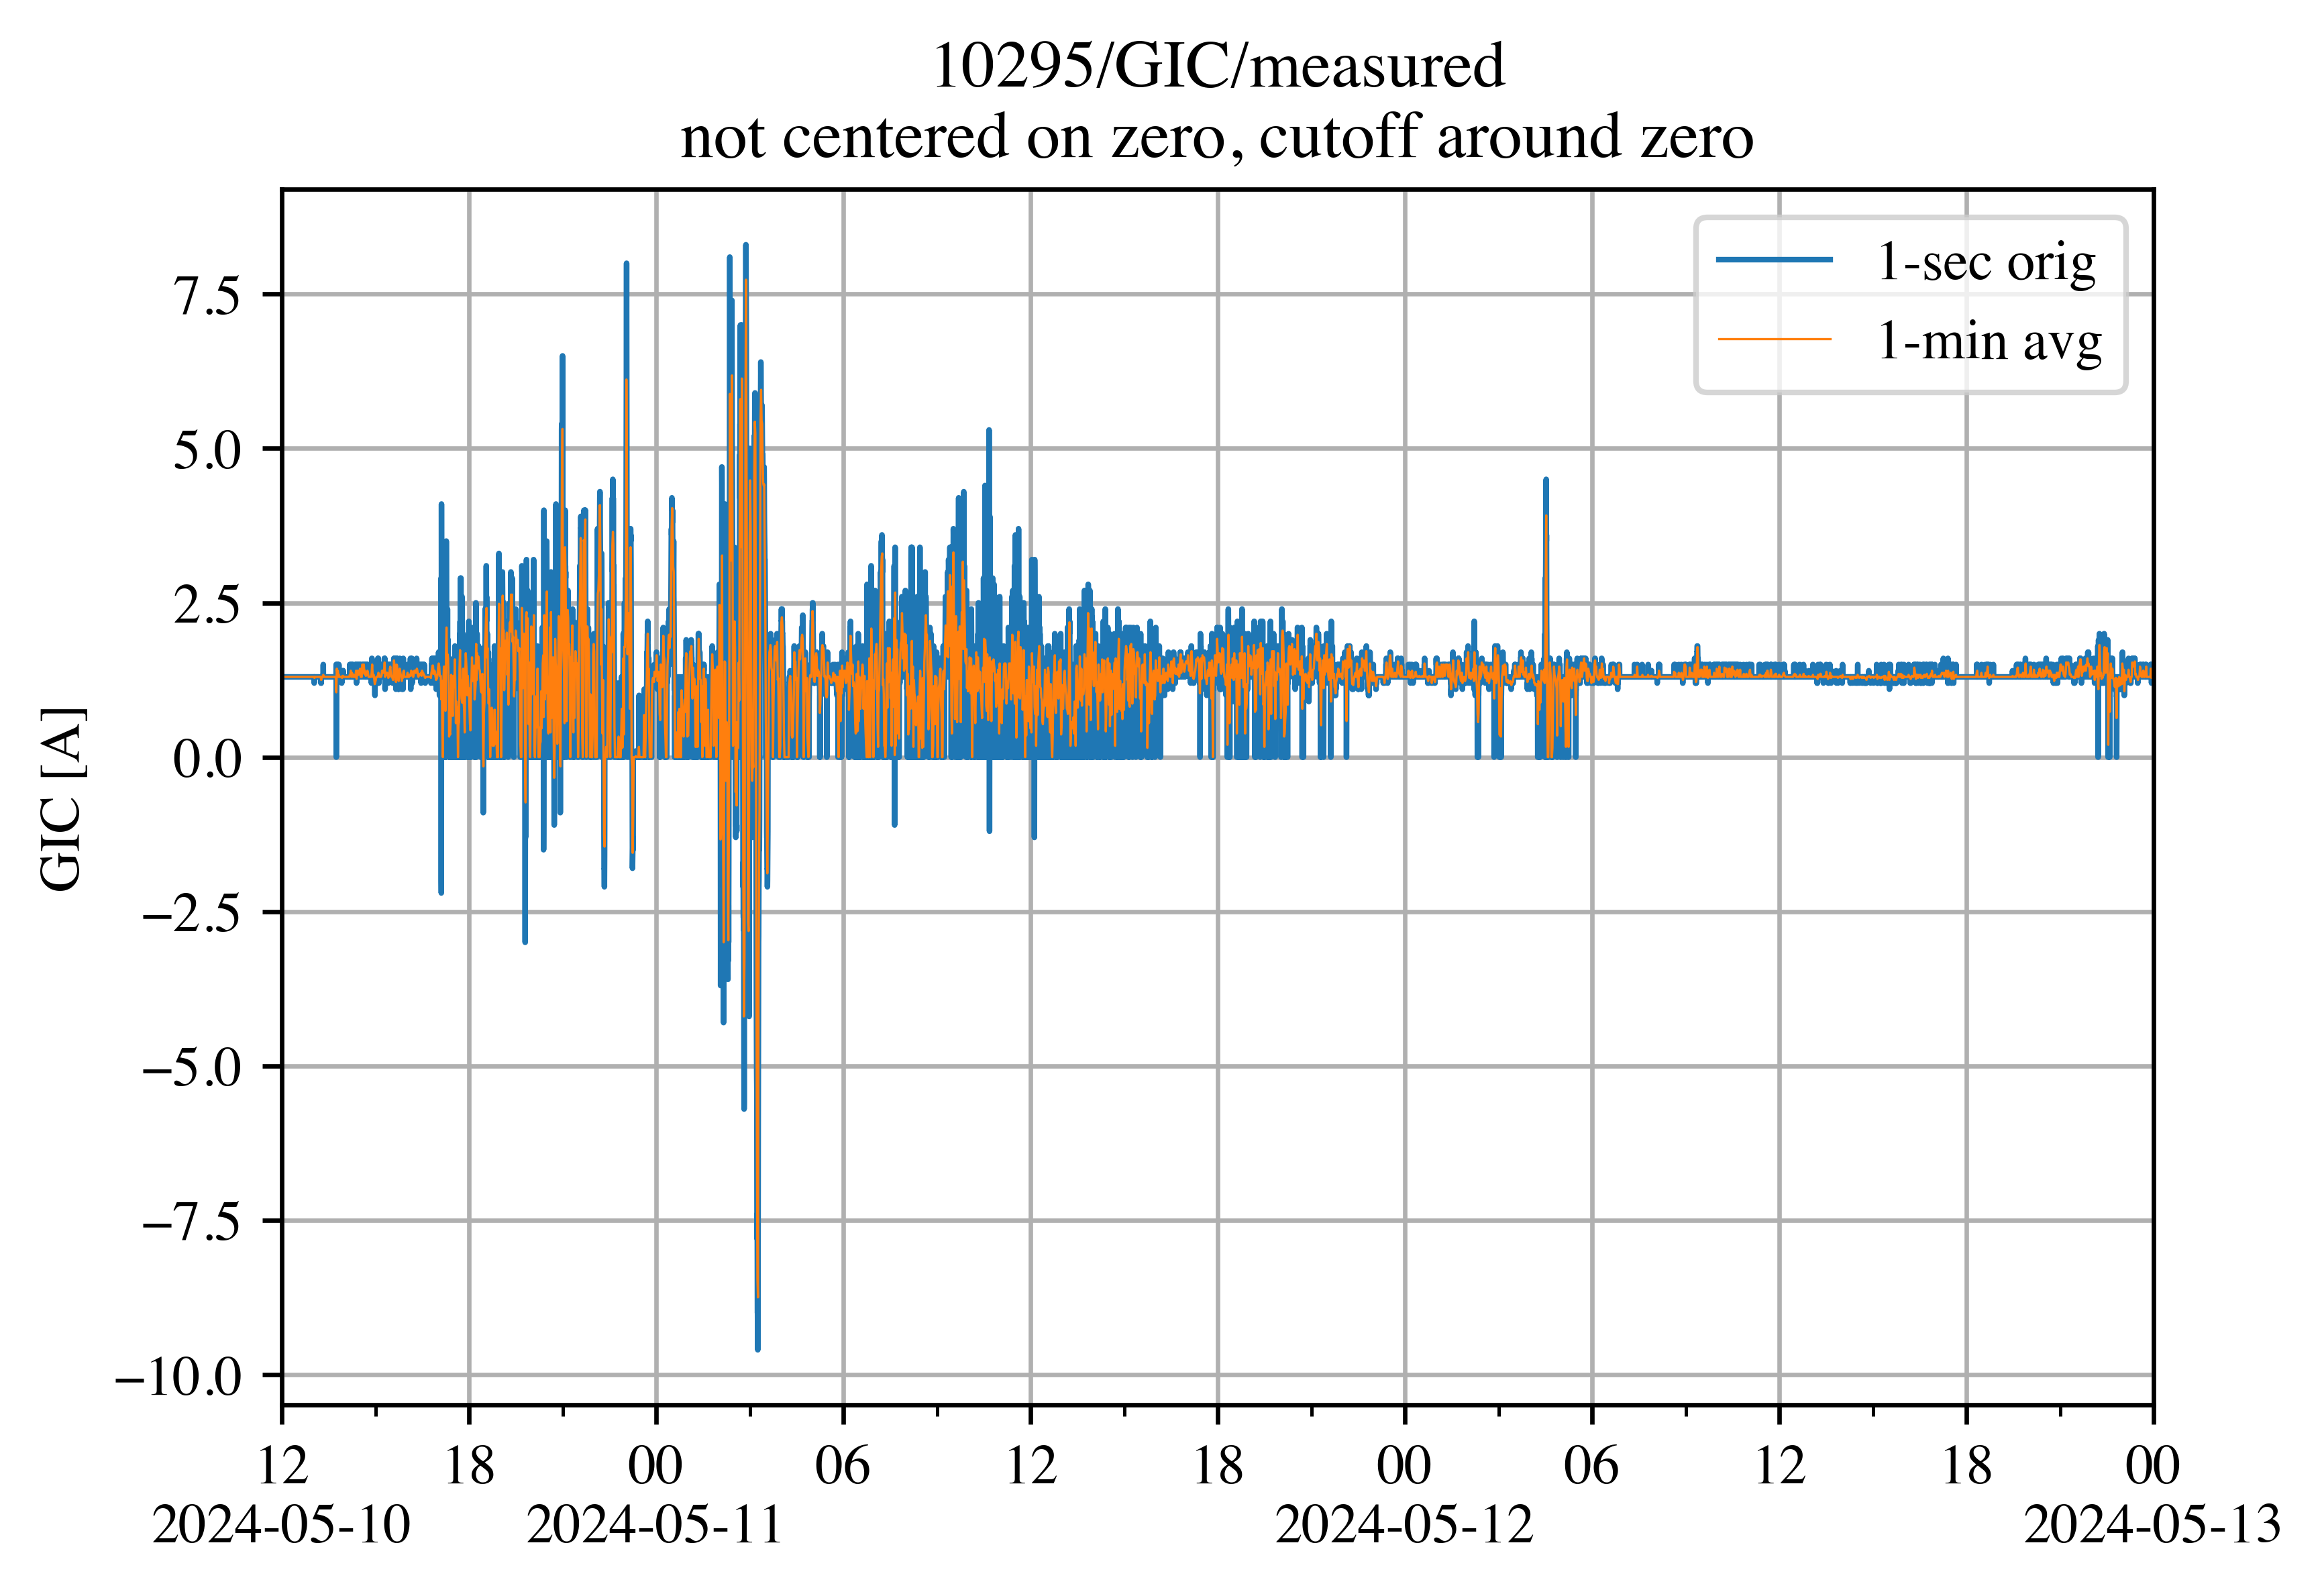 10295/GIC/measured
not centered on zero, cutoff around zero
1-sec orig
1-min avg
GIC [A]
7.5
5.0
2.5
0.0
−2.5
−5.0
−7.5
−10.0
12 18 00 06 12 18 00 06 12 18 00
2024-05-10 2024-05-11 2024-05-12 2024-05-13